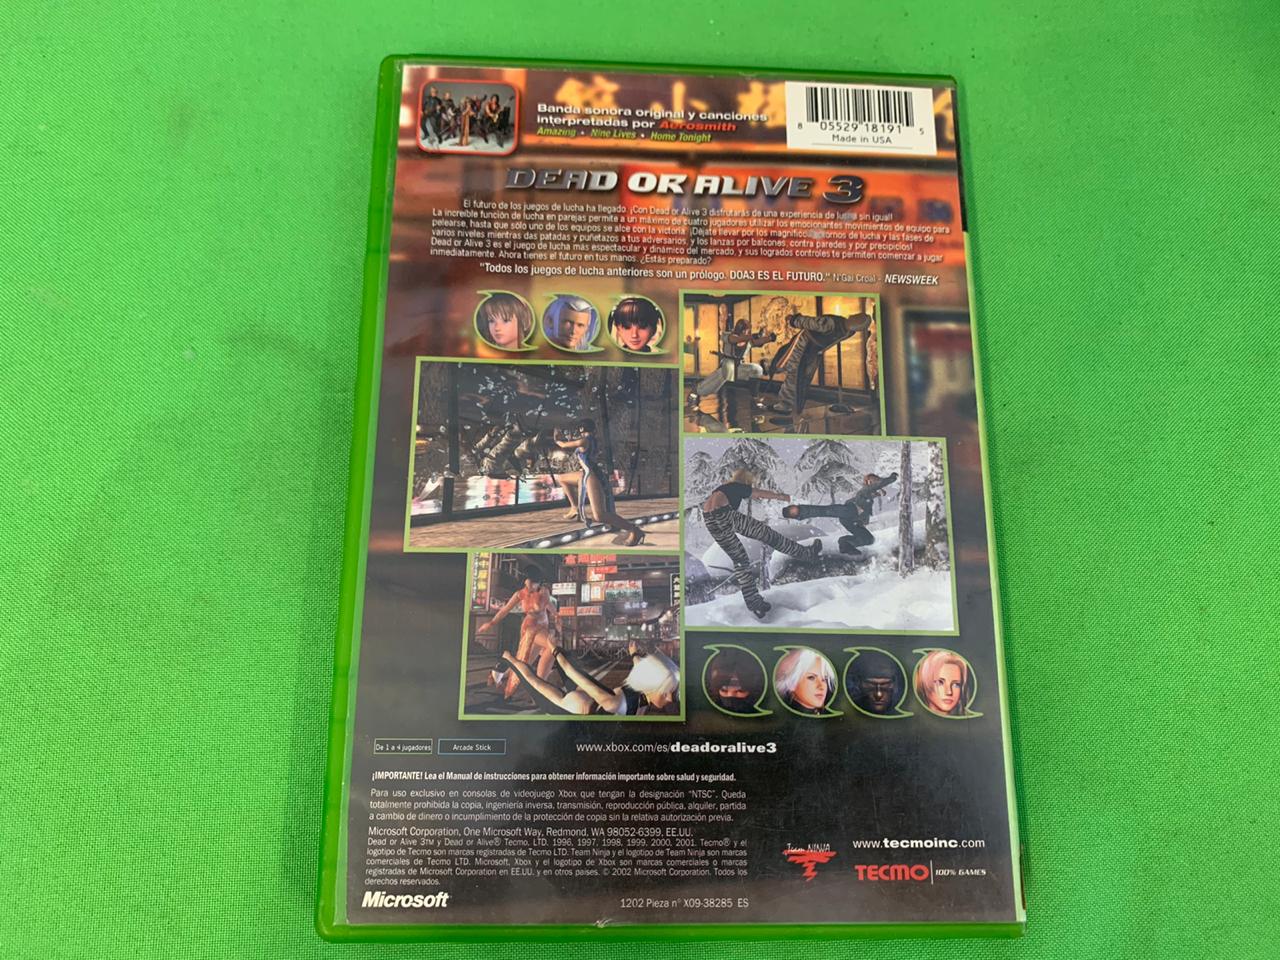 Banda sonora original y canciones
interpretadas por Aerosmith
Amazing • Nine Lives • Home Tonight
8 05529 18191 5
Made in USA
DEAD OR ALIVE 3
El futuro de los juegos de lucha ha llegado. ¡Con Dead or Alive 3 disfrutarás de una experiencia de lucha sin igual!
La increíble función de lucha en parejas permite a un máximo de cuatro jugadores utilizar los emocionantes movimientos de equipo para
pelearse, hasta que sólo uno de los equipos se alce con la victoria. ¡Déjate llevar por los magníficos entornos de lucha y las fases de
varios niveles mientras das patadas y puñetazos a tus adversarios, y los lanzas por balcones, contra paredes y por precipicios!
Dead or Alive 3 es el juego de lucha más espectacular y dinámico del mercado, y sus logrados controles te permiten comenzar a jugar
inmediatamente. Ahora tienes el futuro en tus manos. ¿Estás preparado?
"Todos los juegos de lucha anteriores son un prólogo. DOA3 ES EL FUTURO." N'Gai Croal - NEWSWEEK
De 1 a 4 jugadores
Arcade Stick
www.xbox.com/es/deadoralive3
¡IMPORTANTE! Lea el Manual de instrucciones para obtener información importante sobre salud y seguridad.
Para uso exclusivo en consolas de videojuego Xbox que tengan la designación "NTSC". Queda
totalmente prohibida la copia, ingeniería inversa, transmisión, reproducción pública, alquiler, partida
a cambio de dinero o incumplimiento de la protección de copia sin la relativa autorización previa.
Microsoft Corporation, One Microsoft Way, Redmond, WA 98052-6399, EE.UU.
Dead or Alive 3™ y Dead or Alive® Tecmo, LTD. 1996, 1997, 1998, 1999, 2000, 2001. Tecmo® y el
logotipo de Tecmo son marcas registradas de Tecmo LTD. Team Ninja y el logotipo de Team Ninja son marcas
comerciales de Tecmo LTD. Microsoft, Xbox y el logotipo de Xbox son marcas comerciales o marcas
registradas de Microsoft Corporation en EE.UU. y en otros países. © 2002 Microsoft Corporation. Todos los
derechos reservados.
Microsoft
1202 Pieza n° X09-38285 ES
Team NINJA
www.tecmoinc.com
TECMO 100% GAMES